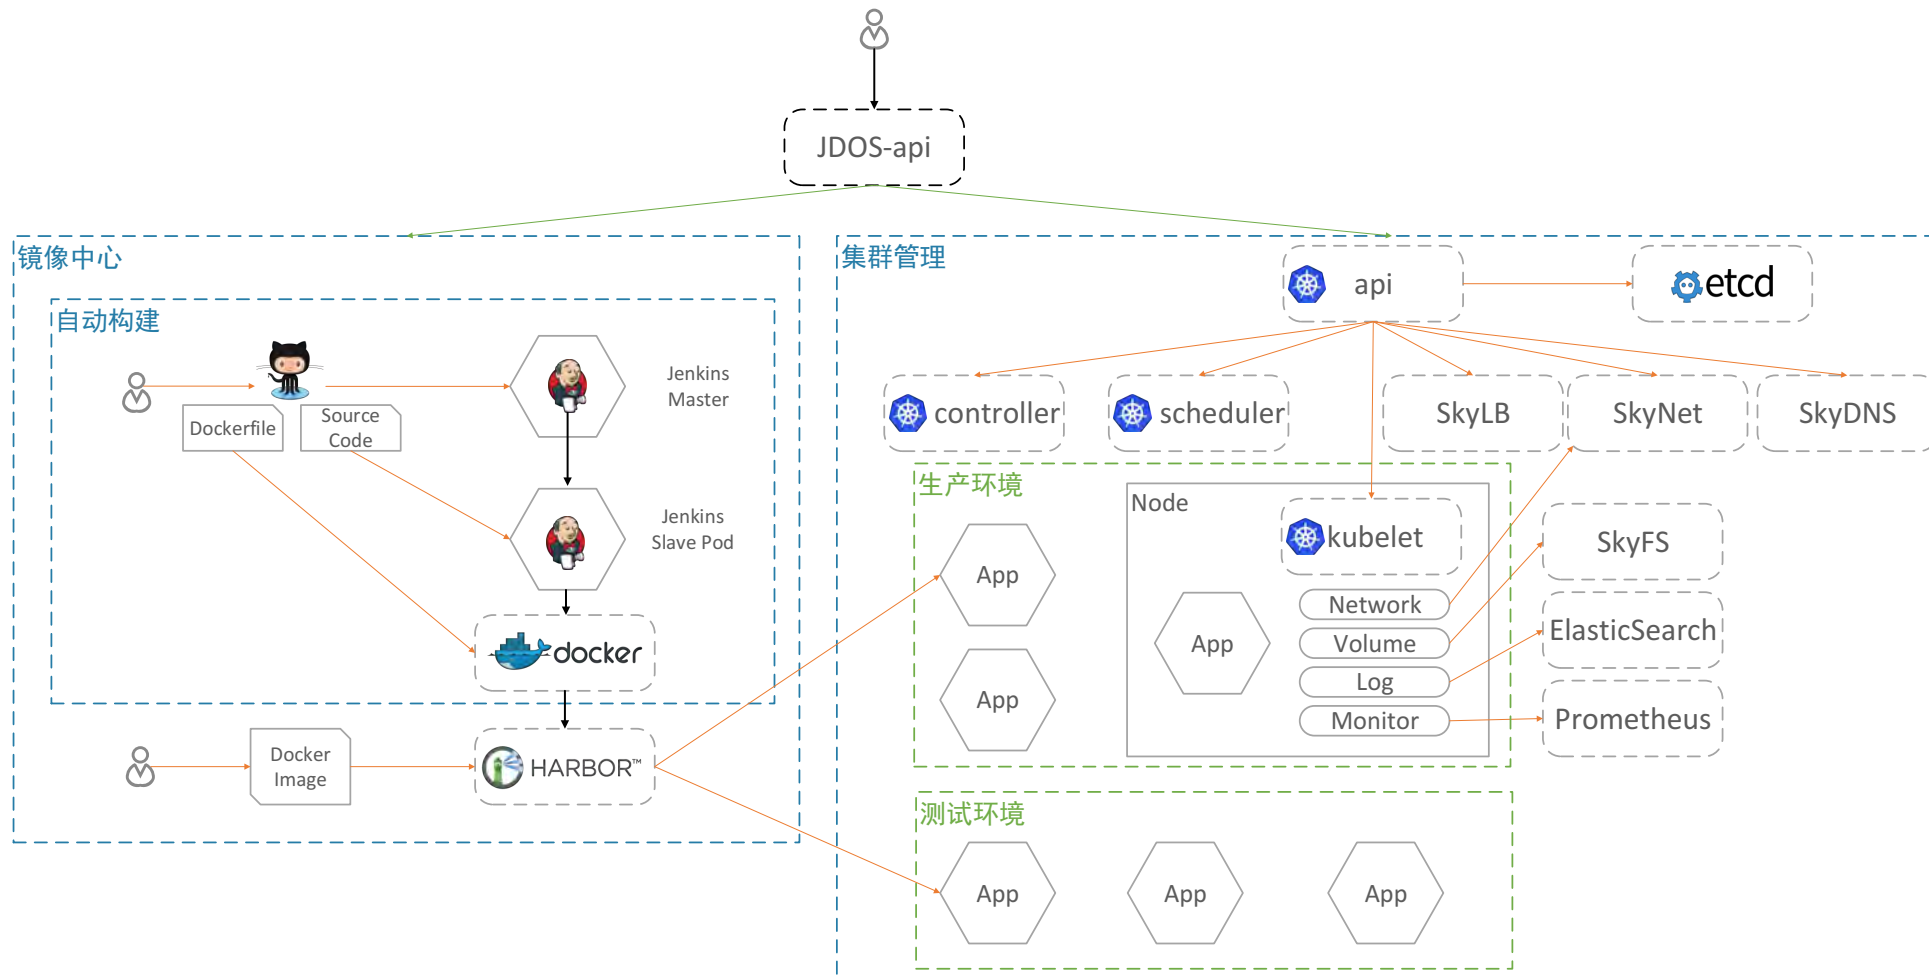 JDOS-api
镜像中心
自动构建
Dockerfile
Source
Code
Jenkins
Master
Jenkins
Slave Pod
docker
Docker
Image
HARBOR™
集群管理
api
etcd
controller
scheduler
SkyLB
SkyNet
SkyDNS
生产环境
App
App
Node
kubelet
App
Network
Volume
Log
Monitor
SkyFS
ElasticSearch
Prometheus
测试环境
App
App
App